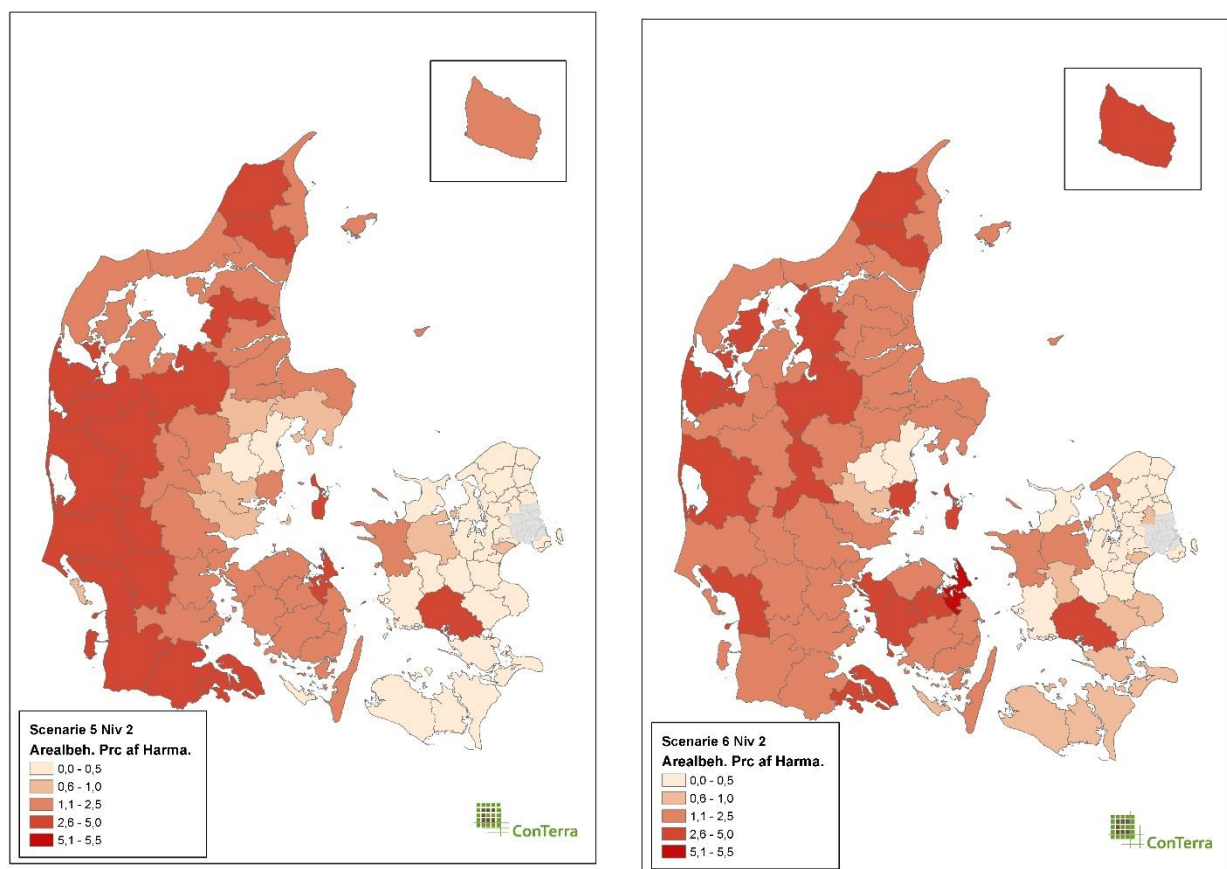 Scenarie 5 Niv 2
Arealbeh. Prc af Harma.
0,0 - 0,5
0,6 - 1,0
1,1 - 2,5
2,6 - 5,0
5,1 - 5,5
ConTerra
Scenarie 6 Niv 2
Arealbeh. Prc af Harma.
0,0 - 0,5
0,6 - 1,0
1,1 - 2,5
2,6 - 5,0
5,1 - 5,5
ConTerra